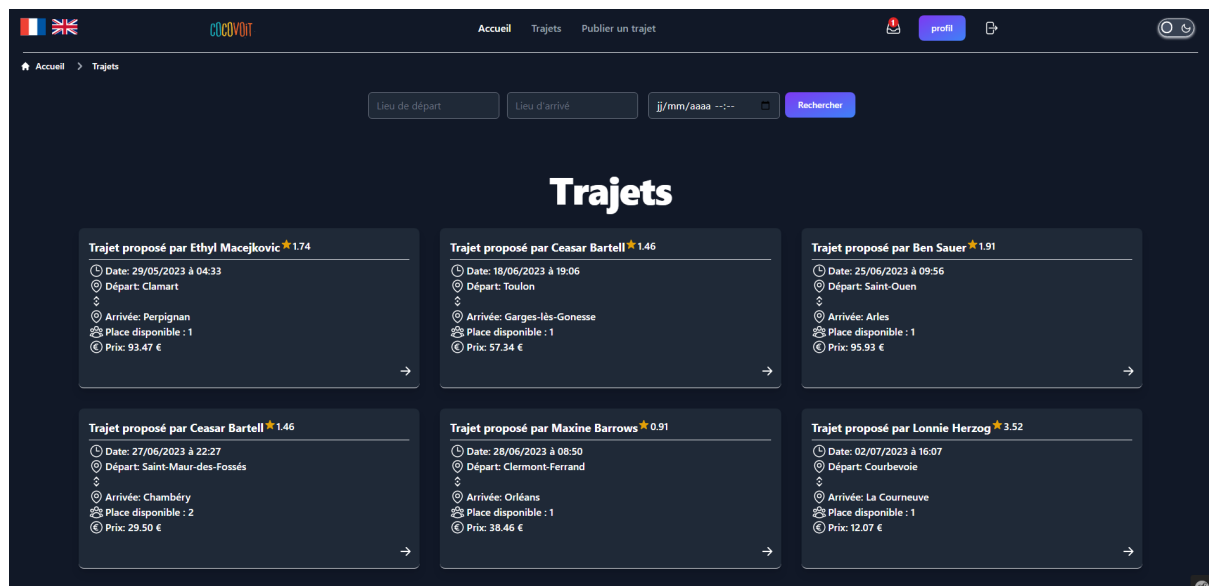 COCOVOIT
Accueil Trajets Publier un trajet
1
profil
Accueil > Trajets
Lieu de départ
Lieu d'arrivé
jj/mm/aaaa --:--
Rechercher
Trajets
Trajet proposé par Ethyl Macejkovic 1.74
Date: 29/05/2023 à 04:33
Départ: Clamart
Arrivée: Perpignan
Place disponible : 1
Prix: 93.47 €
Trajet proposé par Ceasar Bartell 1.46
Date: 18/06/2023 à 19:06
Départ: Toulon
Arrivée: Garges-lès-Gonesse
Place disponible : 1
Prix: 57.34 €
Trajet proposé par Ben Sauer 1.91
Date: 25/06/2023 à 09:56
Départ: Saint-Ouen
Arrivée: Arles
Place disponible : 1
Prix: 95.93 €
Trajet proposé par Ceasar Bartell 1.46
Date: 27/06/2023 à 22:27
Départ: Saint-Maur-des-Fossés
Arrivée: Chambéry
Place disponible : 2
Prix: 29.50 €
Trajet proposé par Maxine Barrows 0.91
Date: 28/06/2023 à 08:50
Départ: Clermont-Ferrand
Arrivée: Orléans
Place disponible : 1
Prix: 38.46 €
Trajet proposé par Lonnie Herzog 3.52
Date: 02/07/2023 à 16:07
Départ: Courbevoie
Arrivée: La Courneuve
Place disponible : 1
Prix: 12.07 €